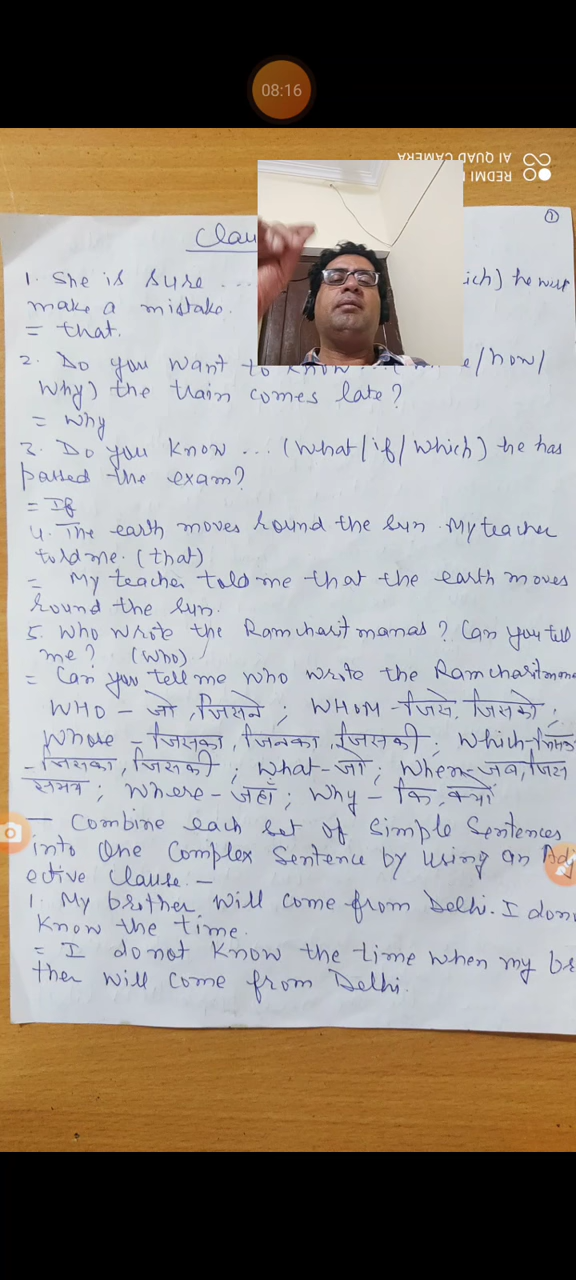 08:16
REDMI
AI QUAD CAMERA
①
Clau
1. She is sure ... ich) he will
make a mistake.
= that.
2. Do you want to know ... /how/
why) the train comes late?
= why
3. Do you know ... (what/if/which) he has
passed the exam?
= If
4. The earth moves round the sun. My teacher
told me. (that)
= My teacher told me that the earth moves
round the sun.
5. Who wrote the Ramcharitmanas? Can you tell
me? (who)
= Can you tell me who wrote the Ramcharitmana
WHO - जो, जिसने; WHOM - जिसे, जिसको;
Whose - जिसका, जिनका, जिसकी; which -
- जिसका, जिसकी; what - जो; when - जब, जिस
समय; where - जहाँ; why - कि, क्यों
- Combine each set of simple sentences
into one complex sentence by using an Adj
ective clause. -
1. My brother will come from Delhi. I don
know the time.
= I do not know the time when my br
ther will come from Delhi.